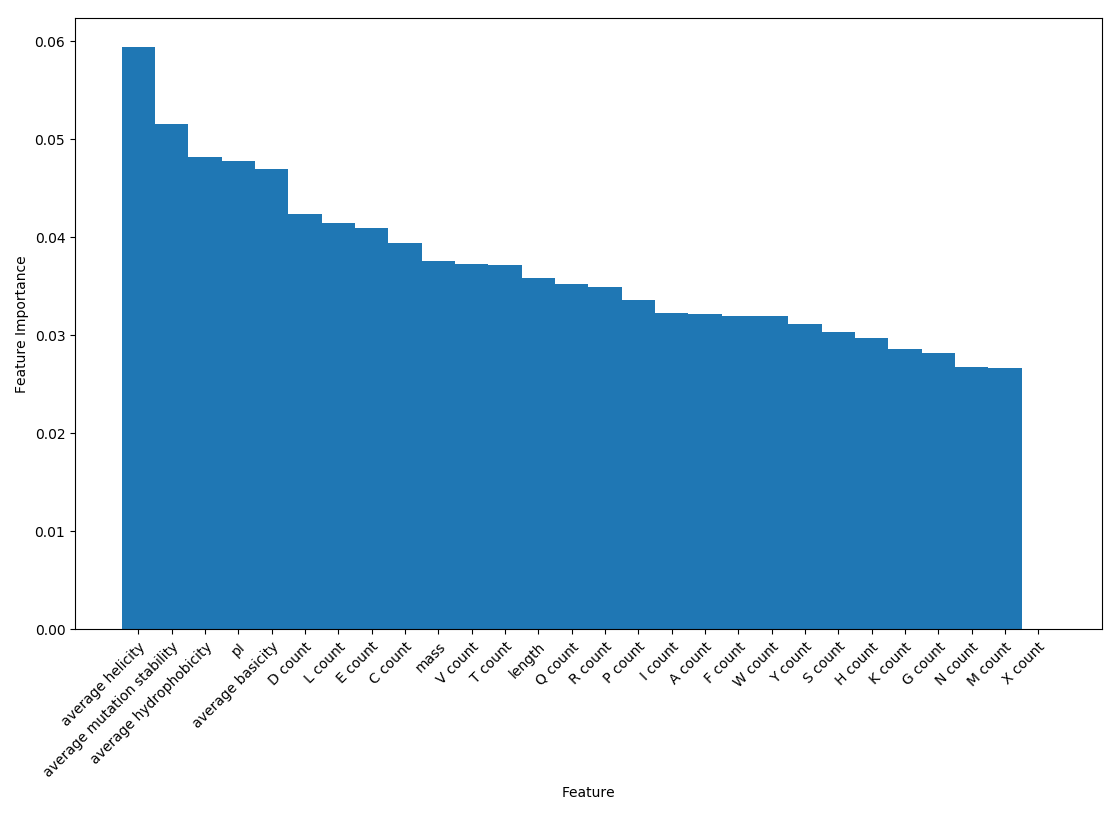 0.06
0.05
0.04
0.03
0.02
0.01
0.00
Feature Importance
average helicity
average mutation stability
average hydrophobicity
pI
average basicity
D count
L count
E count
C count
mass
V count
T count
length
Q count
R count
P count
I count
A count
F count
W count
Y count
S count
H count
K count
G count
N count
M count
X count
Feature